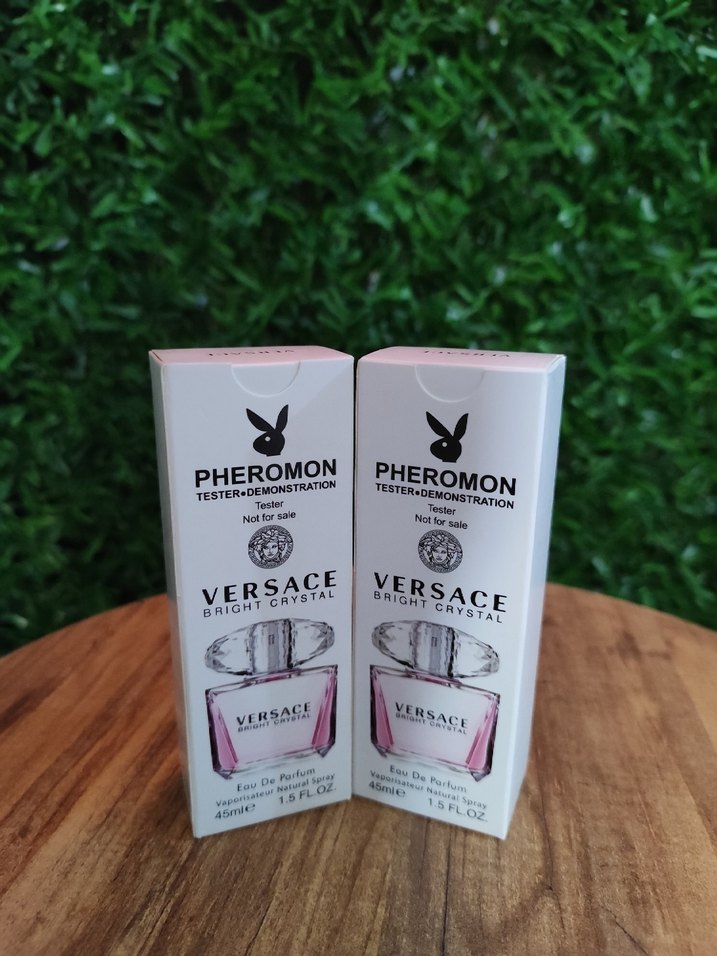 VERSACE
PHEROMON
TESTER●DEMONSTRATION
Tester
Not for sale
VERSACE
BRIGHT CRYSTAL
VERSACE
BRIGHT CRYSTAL
Eau De Parfum
Vaporisateur Natural Spray
45ml℮ 1.5 FL.OZ.
VERSACE
PHEROMON
TESTER●DEMONSTRATION
Tester
Not for sale
VERSACE
BRIGHT CRYSTAL
VERSACE
BRIGHT CRYSTAL
Eau De Parfum
Vaporisateur Natural Spray
45ml℮ 1.5 FL.OZ.